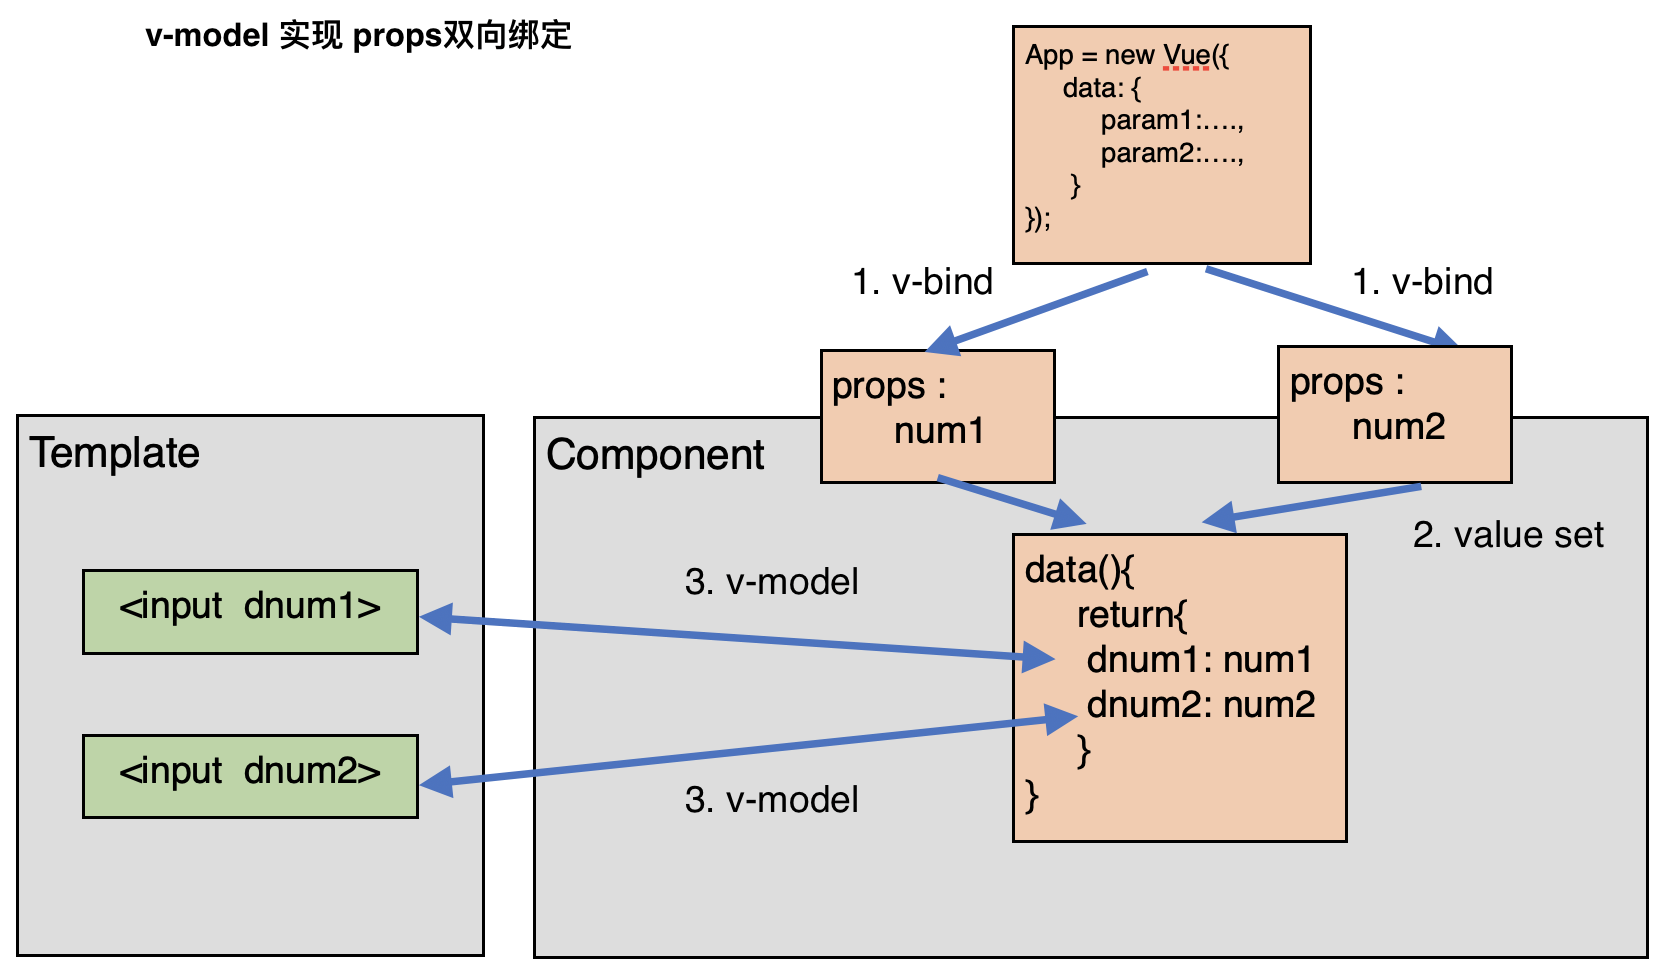 v-model 实现 props双向绑定
App = new Vue({
data: {
param1:....,
param2:....,
}
});
1. v-bind
1. v-bind
props :
num1
props :
num2
Template
Component
2. value set
<input dnum1>
3. v-model
data(){
return{
dnum1: num1
dnum2: num2
}
}
<input dnum2>
3. v-model